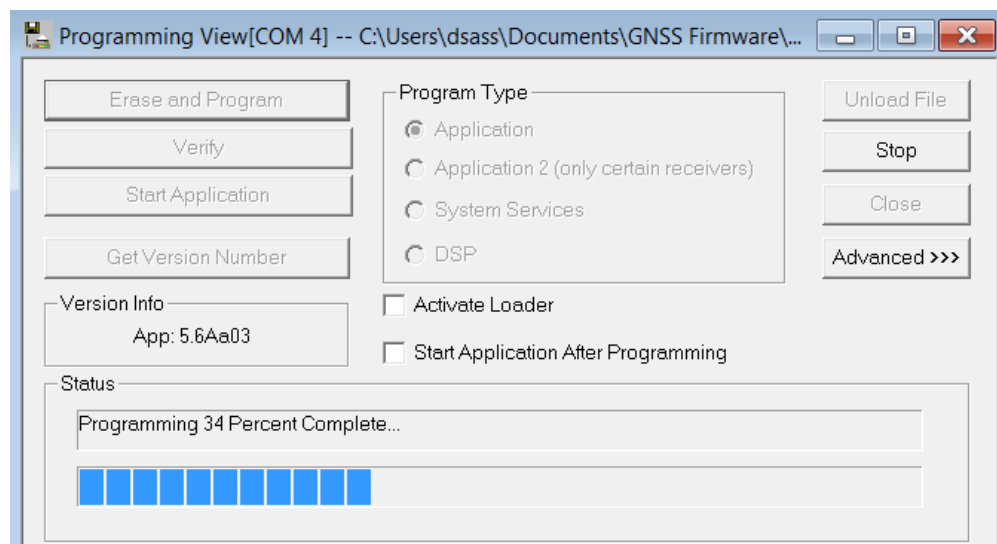 Programming View[COM 4] -- C:\Users\dsass\Documents\GNSS Firmware\...
Erase and Program
Verify
Start Application
Get Version Number
Program Type
Application
Application 2 (only certain receivers)
System Services
DSP
Unload File
Stop
Close
Advanced >>>
Version Info
App: 5.6Aa03
Activate Loader
Start Application After Programming
Status
Programming 34 Percent Complete...